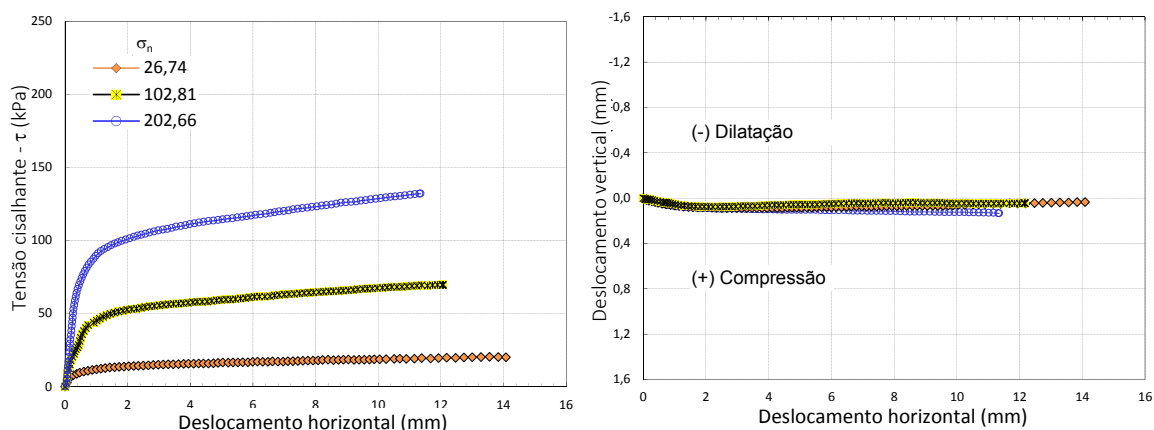 250
200
150
100
50
0
Tensão cisalhante - τ (kPa)
σn
26,74
102,81
202,66
0 2 4 6 8 10 12 14 16
Deslocamento horizontal (mm)
-1,6
-1,2
-0,8
-0,4
0,0
0,4
0,8
1,2
1,6
Deslocamento vertical (mm)
(-) Dilatação
(+) Compressão
0 2 4 6 8 10 12 14 16
Deslocamento horizontal (mm)